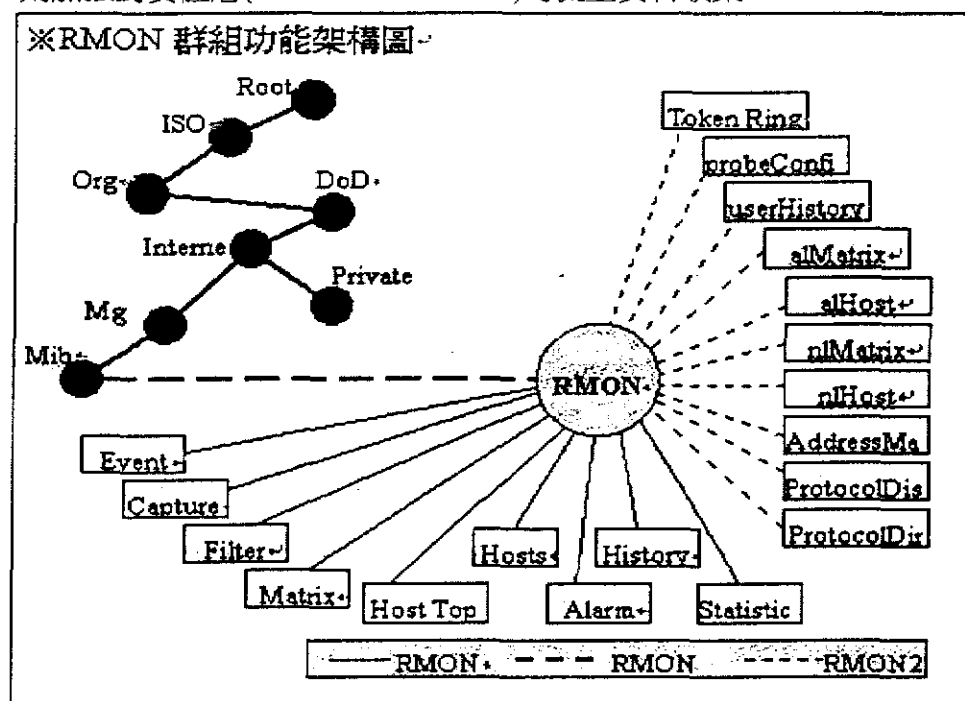 ※RMON 群組功能架構圖
Root
ISO
Org
DoD
Interne
Private
Mg
Mib
RMON
Token Ring
probeConfi
userHistory
alMatrix
alHost
nlMatrix
nlHost
AddressMa
ProtocolDis
ProtocolDir
Event
Capture
Filter
Matrix
Host Top
Hosts
Alarm
History
Statistic
RMON RMON RMON2